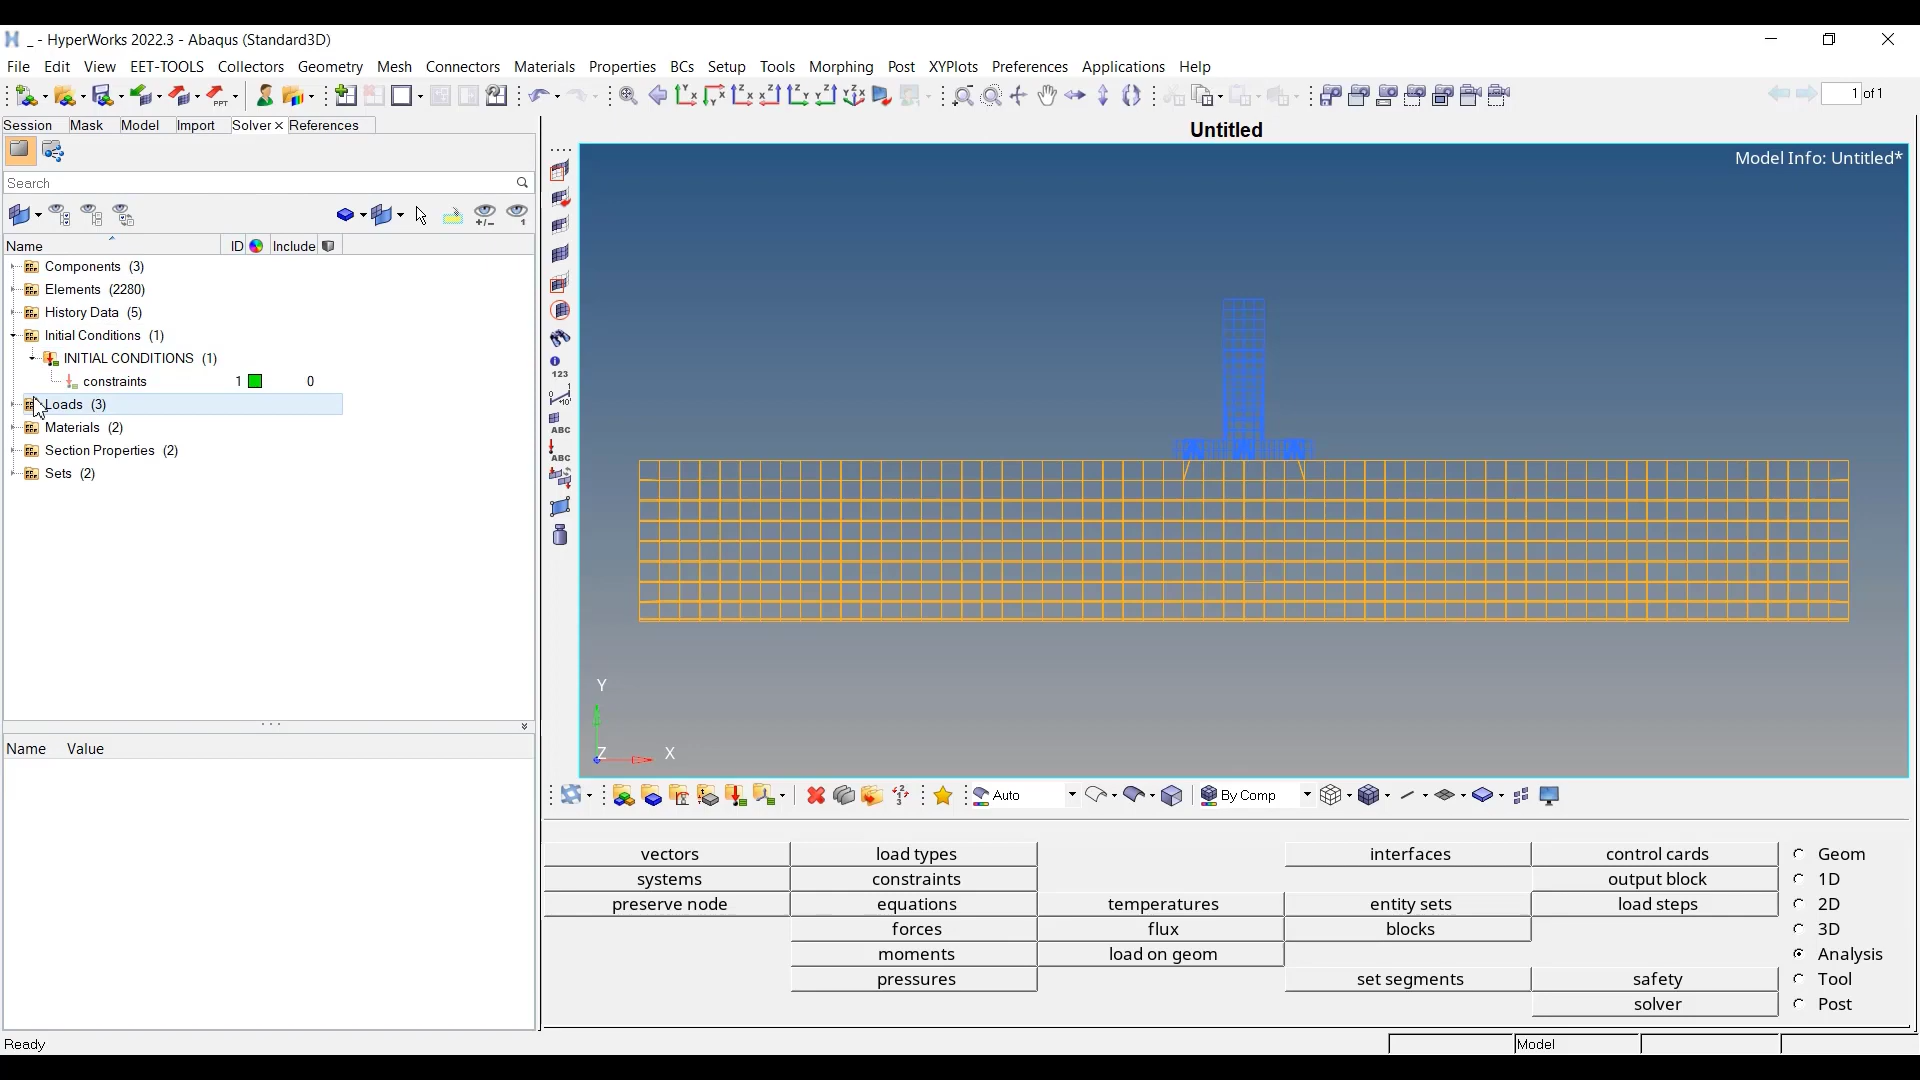 _ - HyperWorks 2022.3 - Abaqus (Standard3D)
File Edit View EET-TOOLS Collectors Geometry Mesh Connectors Materials Properties BCs Setup Tools Morphing Post XYPlots Preferences Applications Help
PPT
1 of 1
Session Mask Model Import Solver × References
Untitled
Search
Model Info: Untitled*
Name ID Include
Components (3)
Elements (2280)
History Data (5)
Initial Conditions (1)
INITIAL CONDITIONS (1)
constraints 1 0
Loads (3)
Materials (2)
Section Properties (2)
Sets (2)
123
ABC
ABC
Y
Z X
Name Value
Auto By Comp
vectors load types interfaces control cards Geom
systems constraints output block 1D
preserve node equations temperatures entity sets load steps 2D
forces flux blocks 3D
moments load on geom Analysis
pressures set segments safety Tool
solver Post
Ready Model